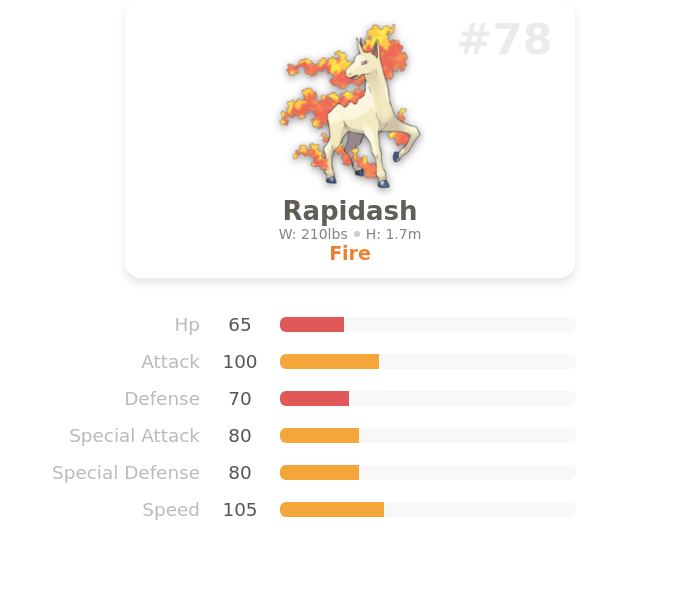 #78
Rapidash
W: 210lbs • H: 1.7m
Fire
Hp 65
Attack 100
Defense 70
Special Attack 80
Special Defense 80
Speed 105